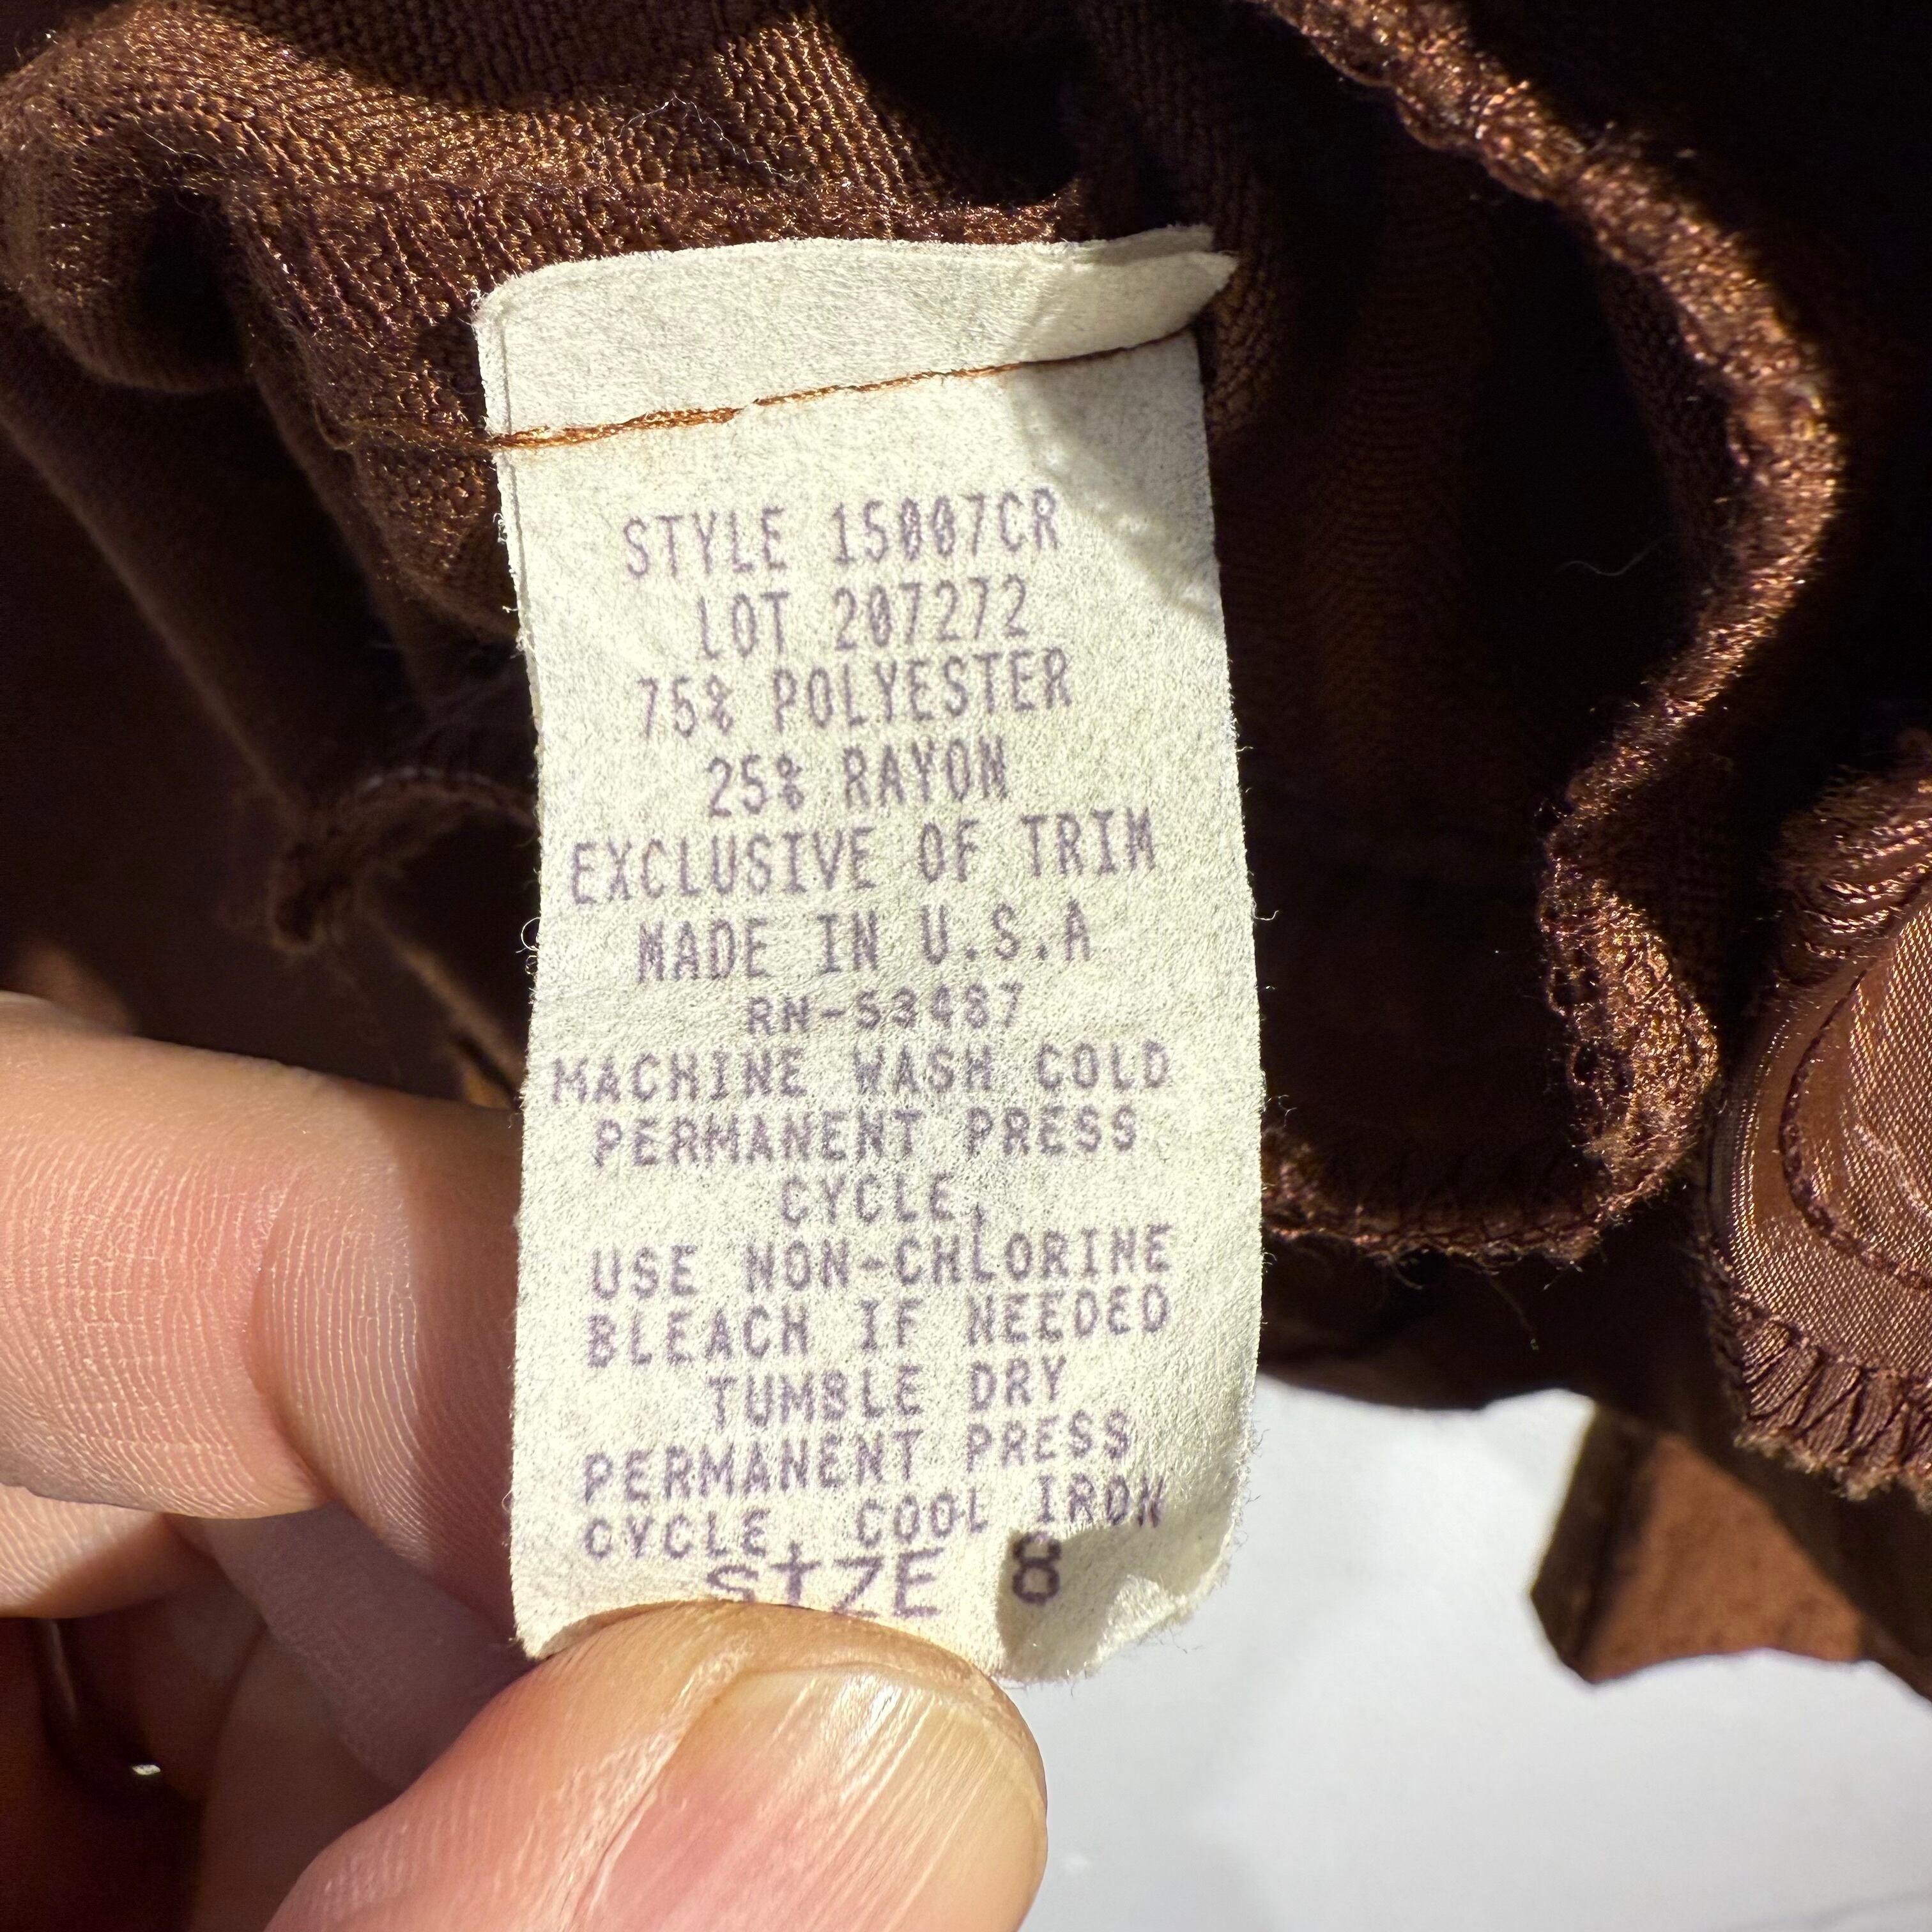 STYLE 15007CR
LOT 207272
75% POLYESTER
25% RAYON
EXCLUSIVE OF TRIM
MADE IN U.S.A
RN-53487
MACHINE WASH COLD
PERMANENT PRESS
CYCLE,
USE NON-CHLORINE
BLEACH IF NEEDED
TUMBLE DRY
PERMANENT PRESS
CYCLE, COOL IRON
SIZE 8